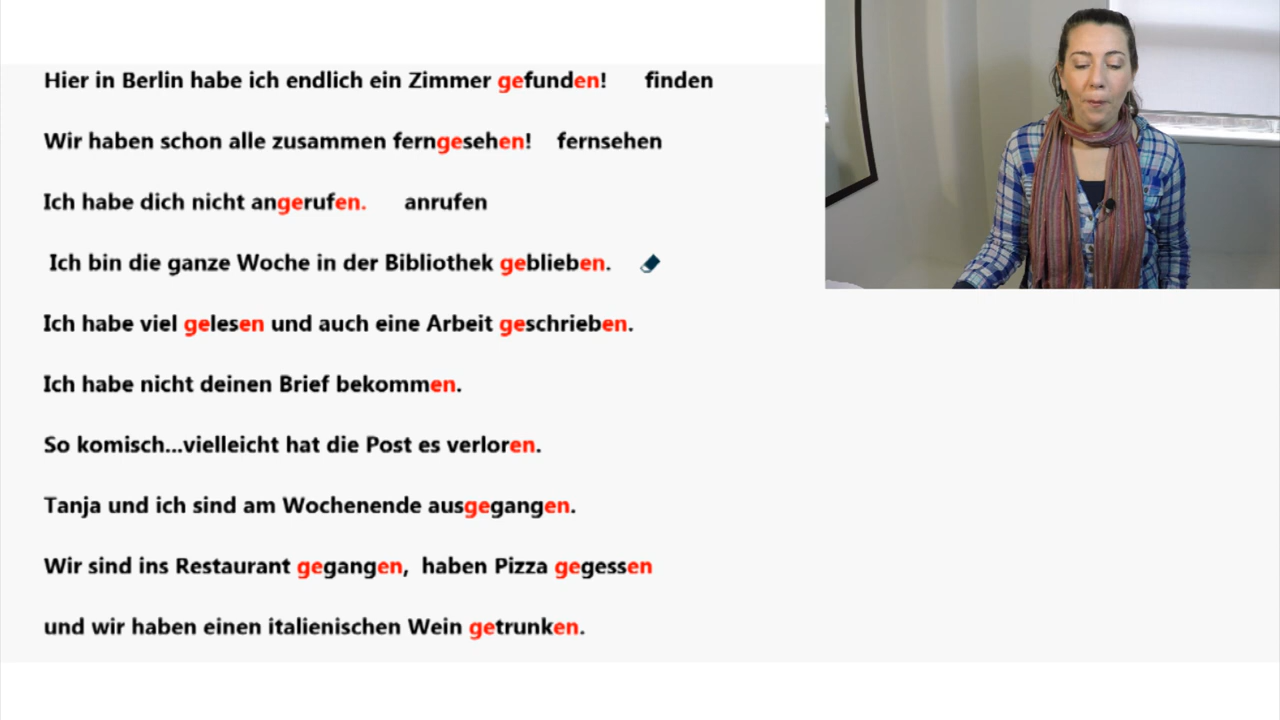 Hier in Berlin habe ich endlich ein Zimmer gefunden! finden
Wir haben schon alle zusammen ferngesehen! fernsehen
Ich habe dich nicht angerufen. anrufen
Ich bin die ganze Woche in der Bibliothek geblieben.
Ich habe viel gelesen und auch eine Arbeit geschrieben.
Ich habe nicht deinen Brief bekommen.
So komisch...vielleicht hat die Post es verloren.
Tanja und ich sind am Wochenende ausgegangen.
Wir sind ins Restaurant gegangen, haben Pizza gegessen
und wir haben einen italienischen Wein getrunken.